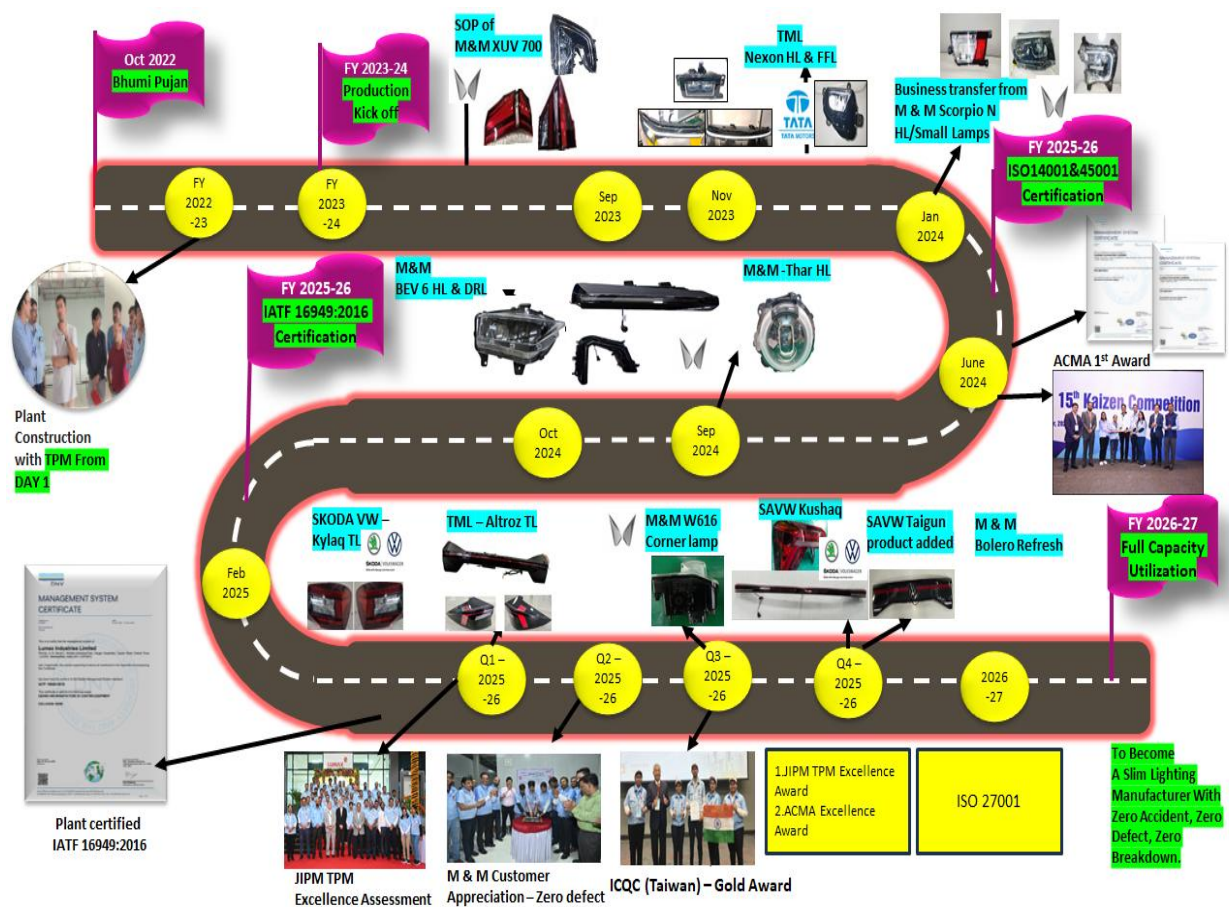 Oct 2022
Bhumi Pujan
FY 2023-24
Production
Kick off
SOP of
M&M XUV 700
TML
Nexon HL & FFL
TATA
TATA MOTORS
Business transfer from
M & M Scorpio N
HL/Small Lamps
FY 2025-26
ISO14001&45001
Certification
FY
2022
-23
FY
2023
-24
Sep
2023
Nov
2023
Jan
2024
Plant
Construction
with TPM From
DAY 1
FY 2025-26
IATF 16949:2016
Certification
M&M
BEV 6 HL & DRL
M&M -Thar HL
June
2024
ACMA 1st Award
15th Kaizen Competition
Oct
2024
Sep
2024
Feb
2025
SKODA VW –
Kylaq TL
TML – Altroz TL
M&M W616
Corner lamp
SAVW Kushaq
SAVW Taigun
product added
M & M
Bolero Refresh
FY 2026-27
Full Capacity
Utilization
Q1 –
2025
-26
Q2 –
2025
-26
Q3 –
2025
-26
Q4 –
2025
-26
2026
-27
MANAGEMENT SYSTEM
CERTIFICATE
Lumax Industries Limited
Plant certified
IATF 16949:2016
JIPM TPM
Excellence Assessment
M & M Customer
Appreciation – Zero defect
ICQC (Taiwan) – Gold Award
1.JIPM TPM Excellence
Award
2.ACMA Excellence
Award
ISO 27001
To Become
A Slim Lighting
Manufacturer With
Zero Accident, Zero
Defect, Zero
Breakdown.